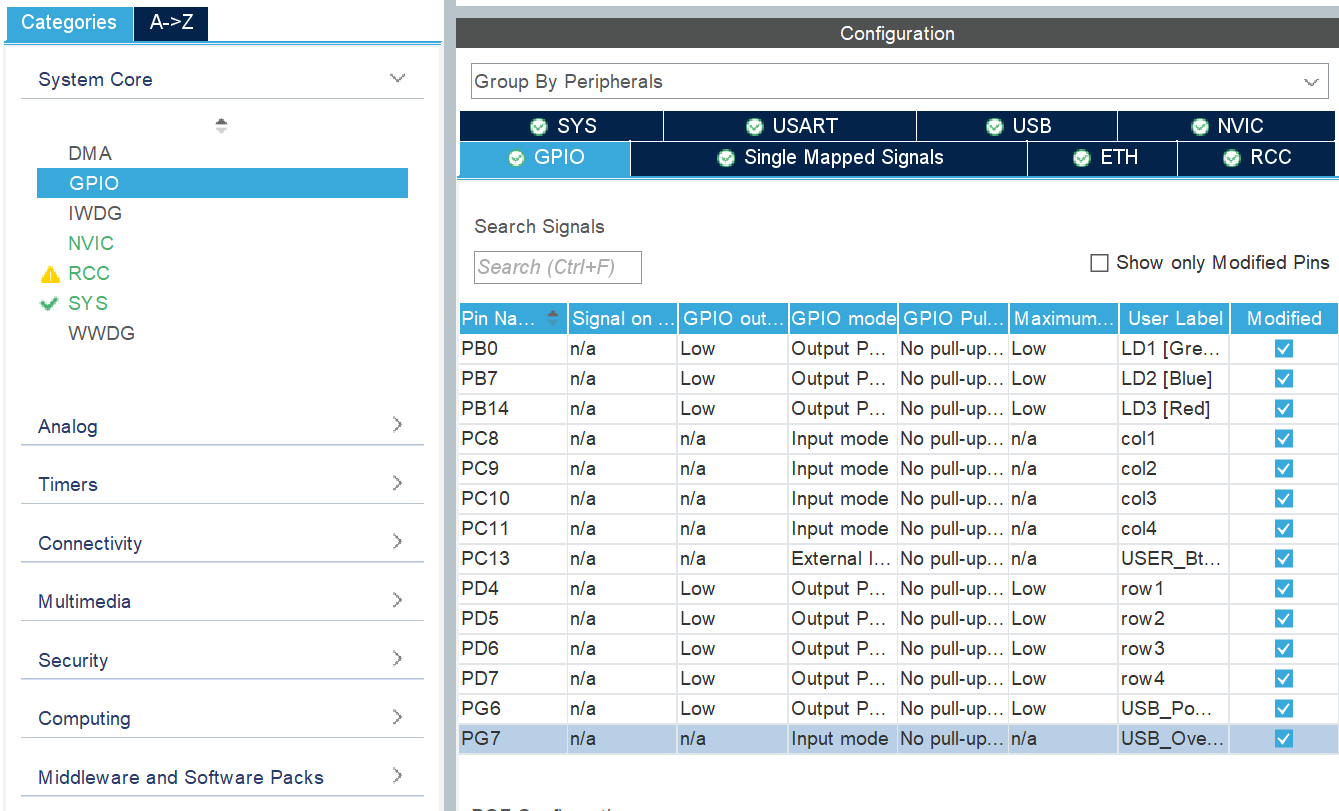 Categories A->Z
System Core
DMA
GPIO
IWDG
NVIC
RCC
SYS
WWDG
Analog
Timers
Connectivity
Multimedia
Security
Computing
Middleware and Software Packs
Configuration
Group By Peripherals
SYS USART USB NVIC
GPIO Single Mapped Signals ETH RCC
Search Signals
Search (Ctrl+F)
Show only Modified Pins
Pin Na... Signal on ... GPIO out... GPIO mode GPIO Pul... Maximum... User Label Modified
PB0 n/a Low Output P... No pull-up... Low LD1 [Gre...
PB7 n/a Low Output P... No pull-up... Low LD2 [Blue]
PB14 n/a Low Output P... No pull-up... Low LD3 [Red]
PC8 n/a n/a Input mode No pull-up... n/a col1
PC9 n/a n/a Input mode No pull-up... n/a col2
PC10 n/a n/a Input mode No pull-up... n/a col3
PC11 n/a n/a Input mode No pull-up... n/a col4
PC13 n/a n/a External I... No pull-up... n/a USER_Bt...
PD4 n/a Low Output P... No pull-up... Low row1
PD5 n/a Low Output P... No pull-up... Low row2
PD6 n/a Low Output P... No pull-up... Low row3
PD7 n/a Low Output P... No pull-up... Low row4
PG6 n/a Low Output P... No pull-up... Low USB_Po...
PG7 n/a n/a Input mode No pull-up... n/a USB_Ove...